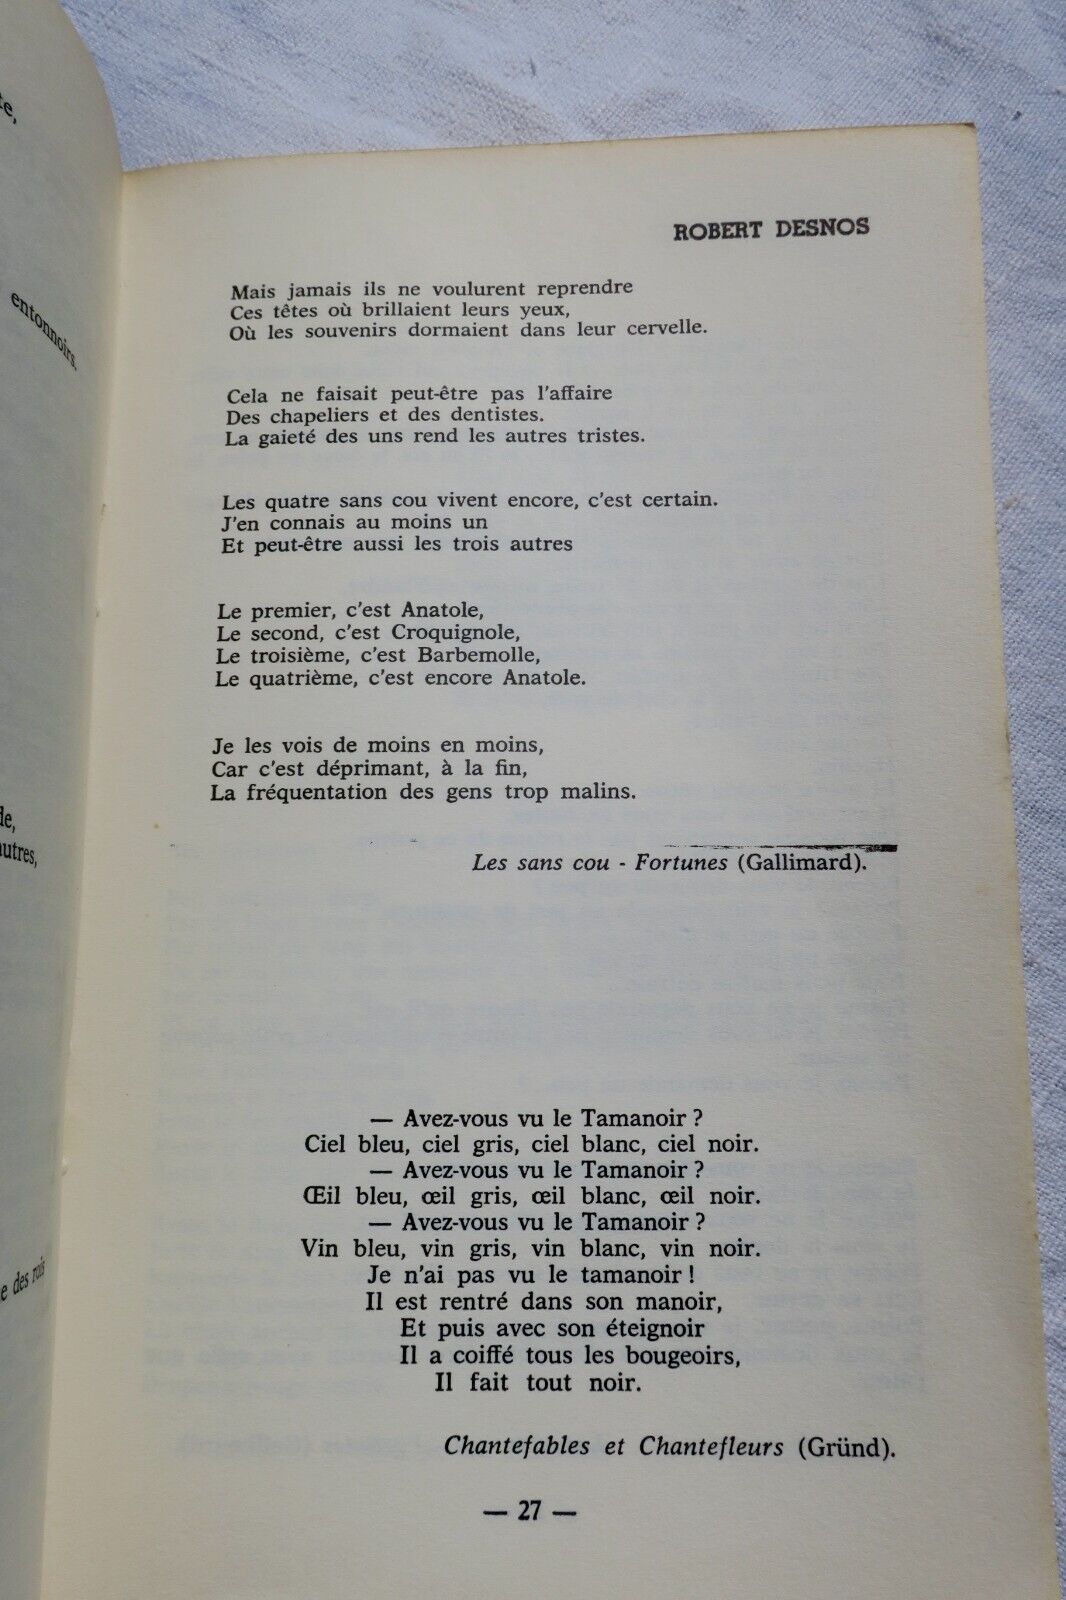 te,
entonnoirs.
de,
autres,
e des rois
ROBERT DESNOS
Mais jamais ils ne voulurent reprendre
Ces têtes où brillaient leurs yeux,
Où les souvenirs dormaient dans leur cervelle.
Cela ne faisait peut-être pas l'affaire
Des chapeliers et des dentistes.
La gaieté des uns rend les autres tristes.
Les quatre sans cou vivent encore, c'est certain.
J'en connais au moins un
Et peut-être aussi les trois autres
Le premier, c'est Anatole,
Le second, c'est Croquignole,
Le troisième, c'est Barbemolle,
Le quatrième, c'est encore Anatole.
Je les vois de moins en moins,
Car c'est déprimant, à la fin,
La fréquentation des gens trop malins.
Les sans cou - Fortunes (Gallimard).
— Avez-vous vu le Tamanoir ?
Ciel bleu, ciel gris, ciel blanc, ciel noir.
— Avez-vous vu le Tamanoir ?
Œil bleu, œil gris, œil blanc, œil noir.
— Avez-vous vu le Tamanoir ?
Vin bleu, vin gris, vin blanc, vin noir.
Je n'ai pas vu le tamanoir !
Il est rentré dans son manoir,
Et puis avec son éteignoir
Il a coiffé tous les bougeoirs,
Il fait tout noir.
Chantefables et Chantefleurs (Gründ).
— 27 —